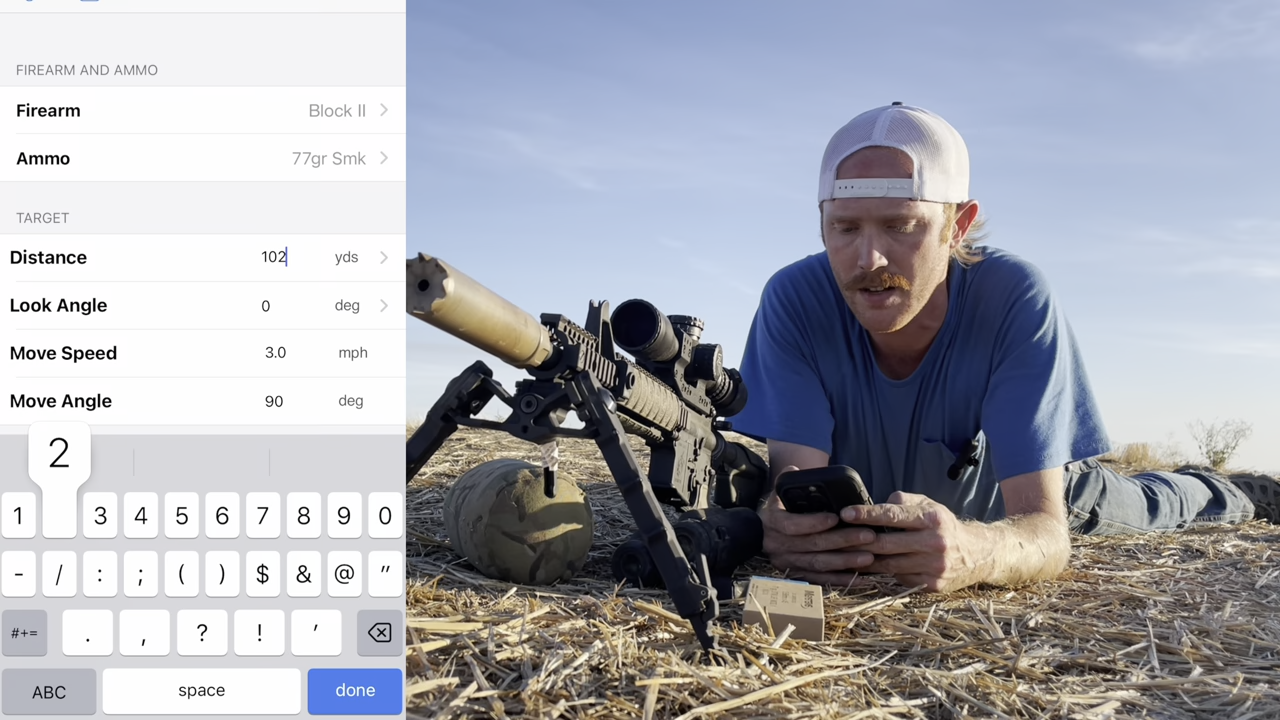 FIREARM AND AMMO
Firearm Block II
Ammo 77gr Smk
TARGET
Distance 102 yds
Look Angle 0 deg
Move Speed 3.0 mph
Move Angle 90 deg
2
1 3 4 5 6 7 8 9 0
- / : ; ( ) $ & @ "
#+= . , ? ! ' 
ABC space done